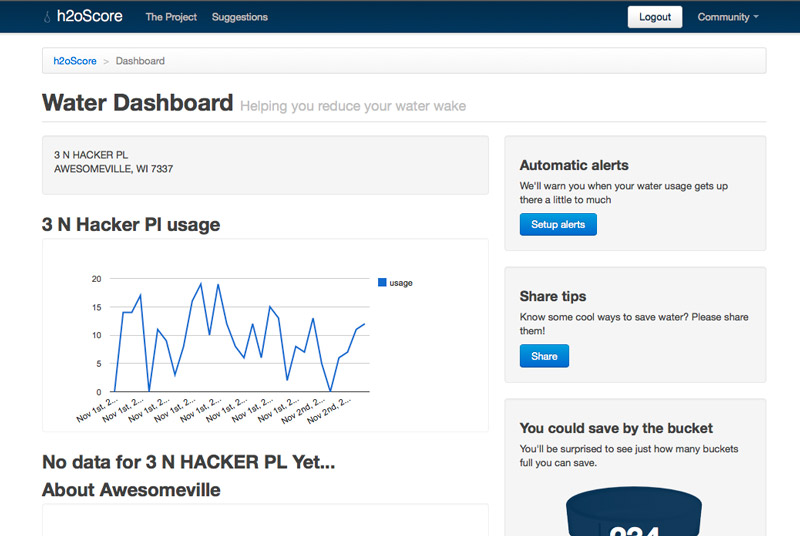 h2oScore The Project Suggestions Logout Community
h2oScore > Dashboard
Water Dashboard Helping you reduce your water wake
3 N HACKER PL
AWESOMEVILLE, WI 7337
3 N Hacker Pl usage
20
15
10
5
0
usage
Nov 1st, 2...
Nov 1st, 2...
Nov 1st, 2...
Nov 1st, 2...
Nov 1st, 2...
Nov 1st, 2...
Nov 1st, 2...
Nov 1st, 2...
Nov 2nd, 2...
Nov 2nd, 2...
No data for 3 N HACKER PL Yet...
About Awesomeville
Automatic alerts
We'll warn you when your water usage gets up
there a little to much
Setup alerts
Share tips
Know some cool ways to save water? Please share
them!
Share
You could save by the bucket
You'll be surprised to see just how many buckets
full you can save.